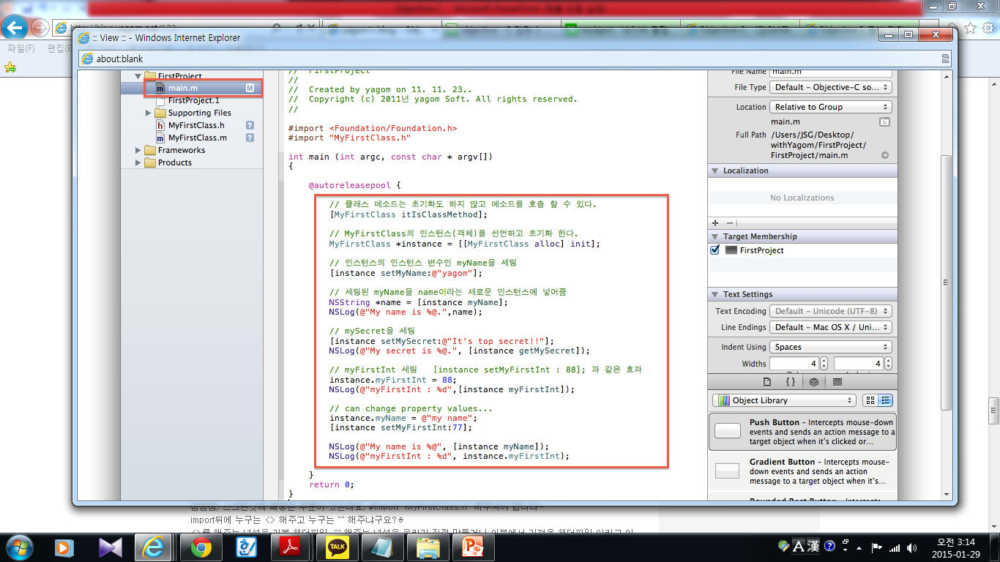 :: View :: - Windows Internet Explorer
파일(F)
about:blank
FirstProject
main.m
M
FirstProject.1
Supporting Files
MyFirstClass.h
?
MyFirstClass.m
?
Frameworks
Products
// FirstProject
//
// Created by yagom on 11. 11. 23..
// Copyright (c) 2011년 yagom Soft. All rights reserved.
//
#import <Foundation/Foundation.h>
#import "MyFirstClass.h"
int main (int argc, const char * argv[])
{
@autoreleasepool {
// 클래스 메소드는 초기화도 하지 않고 메소드를 호출 할 수 있다.
[MyFirstClass itIsClassMethod];
// MyFirstClass의 인스턴스(객체)를 선언하고 초기화 한다.
MyFirstClass *instance = [[MyFirstClass alloc] init];
// 인스턴스의 인스턴스 변수인 myName을 세팅
[instance setMyName:@"yagom"];
// 세팅된 myName을 name이라는 새로운 인스턴스에 넣어줌
NSString *name = [instance myName];
NSLog(@"My name is %@.",name);
// mySecret을 세팅
[instance setMySecret:@"It's top secret!!"];
NSLog(@"My secret is %@.", [instance getMySecret]);
// myFirstInt 세팅 [instance setMyFirstInt : 88]; 과 같은 효과
instance.myFirstInt = 88;
NSLog(@"myFirstInt : %d",[instance myFirstInt]);
// can change property values...
instance.myName = @"my name";
[instance setMyFirstInt:77];
NSLog(@"My name is %@", [instance myName]);
NSLog(@"myFirstInt : %d", instance.myFirstInt);
}
return 0;
}
File Name main.m
File Type Default - Objective-C so...
Location Relative to Group
main.m
Full Path /Users/JSG/Desktop/
withYagom/FirstProject/
FirstProject/main.m
Localization
No Localizations
+ −
Target Membership
FirstProject
Text Settings
Text Encoding Default - Unicode (UTF-8)
Line Endings Default - Mac OS X / Uni...
Indent Using Spaces
Widths 4 4
{ }
Object Library
Push Button - Intercepts mouse-down
events and sends an action message to a
target object when it's clicked or...
Gradient Button - Intercepts mouse-
down events and sends an action
message to a target object when it's...
import뒤에 누구는 <> 해주고 누구는 "" 해주냐구요?ㅎ
TALK
A 漢
오전 3:14
2015-01-29